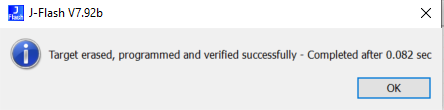 J-Flash V7.92b
Target erased, programmed and verified successfully - Completed after 0.082 sec
OK